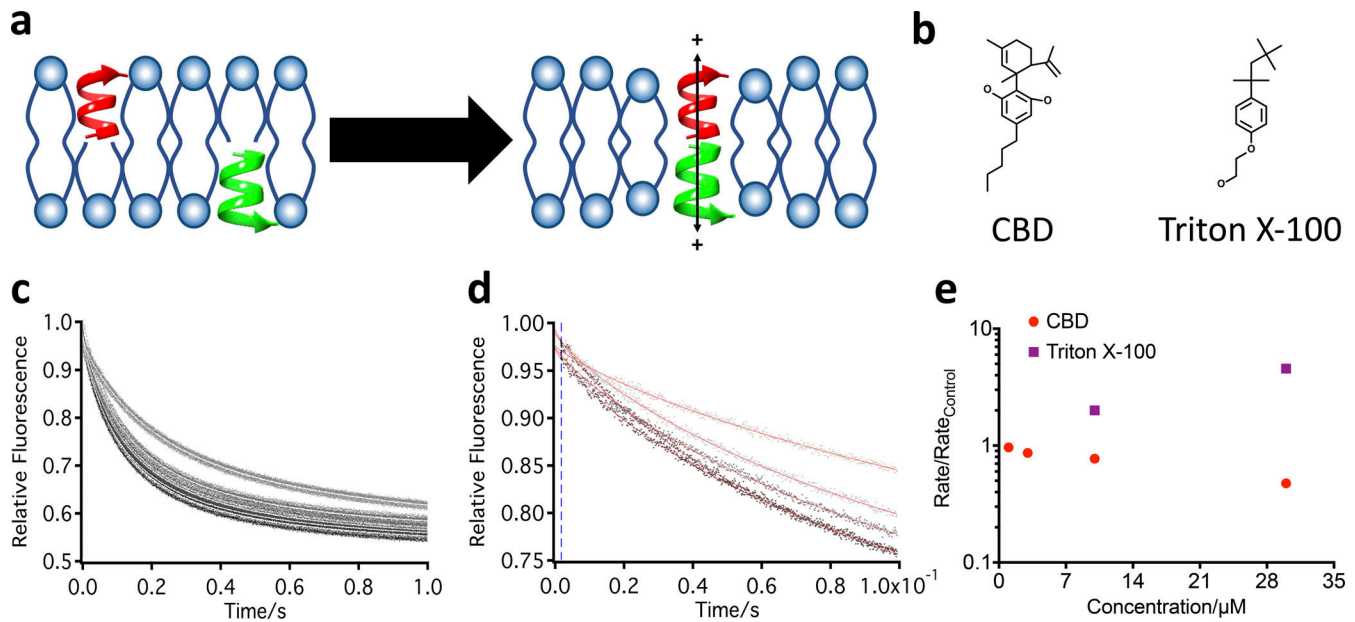 a
+
+
b
O
O
O
O
CBD
Triton X-100
c
1.0
0.9
0.8
0.7
0.6
0.5
Relative Fluorescence
0.0 0.2 0.4 0.6 0.8 1.0
Time/s
d
1.00
0.95
0.90
0.85
0.80
0.75
Relative Fluorescence
0.0 0.2 0.4 0.6 0.8 1.0x10⁻¹
Time/s
e
CBD
Triton X-100
10
1
0.1
Rate/RateControl
0 7 14 21 28 35
Concentration/µM